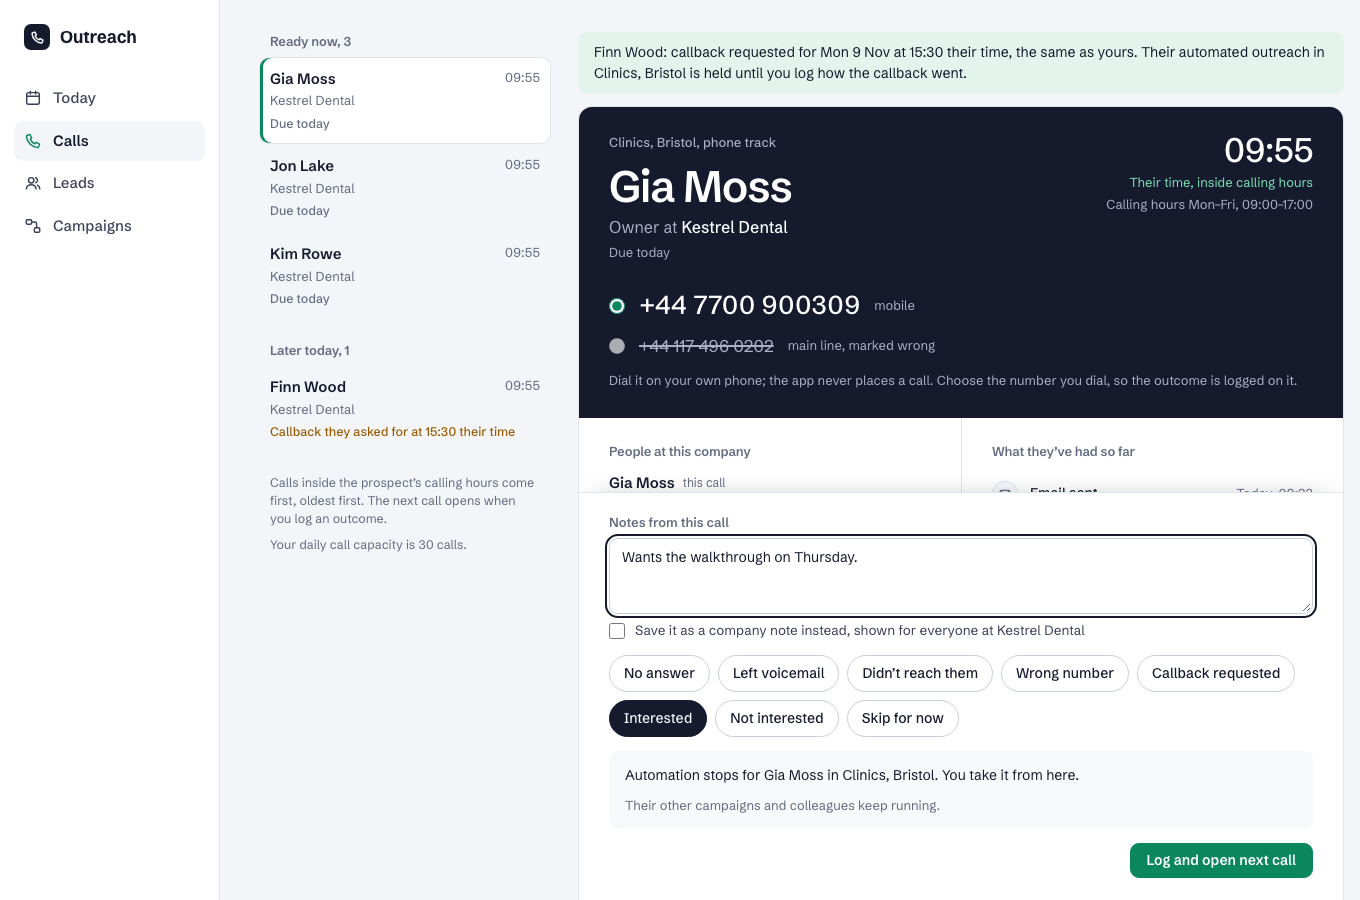 Outreach
Today
Calls
Leads
Campaigns
Ready now, 3
Gia Moss 09:55
Kestrel Dental
Due today
Jon Lake 09:55
Kestrel Dental
Due today
Kim Rowe 09:55
Kestrel Dental
Due today
Later today, 1
Finn Wood 09:55
Kestrel Dental
Callback they asked for at 15:30 their time
Calls inside the prospect’s calling hours come
first, oldest first. The next call opens when
you log an outcome.
Your daily call capacity is 30 calls.
Finn Wood: callback requested for Mon 9 Nov at 15:30 their time, the same as yours. Their automated outreach in
Clinics, Bristol is held until you log how the callback went.
Clinics, Bristol, phone track
Gia Moss
Owner at Kestrel Dental
Due today
09:55
Their time, inside calling hours
Calling hours Mon–Fri, 09:00–17:00
+44 7700 900309 mobile
+44 117 496 0202 main line, marked wrong
Dial it on your own phone; the app never places a call. Choose the number you dial, so the outcome is logged on it.
People at this company
Gia Moss this call
What they’ve had so far
Email sent
Notes from this call
Wants the walkthrough on Thursday.
Save it as a company note instead, shown for everyone at Kestrel Dental
No answer
Left voicemail
Didn’t reach them
Wrong number
Callback requested
Interested
Not interested
Skip for now
Automation stops for Gia Moss in Clinics, Bristol. You take it from here.
Their other campaigns and colleagues keep running.
Log and open next call